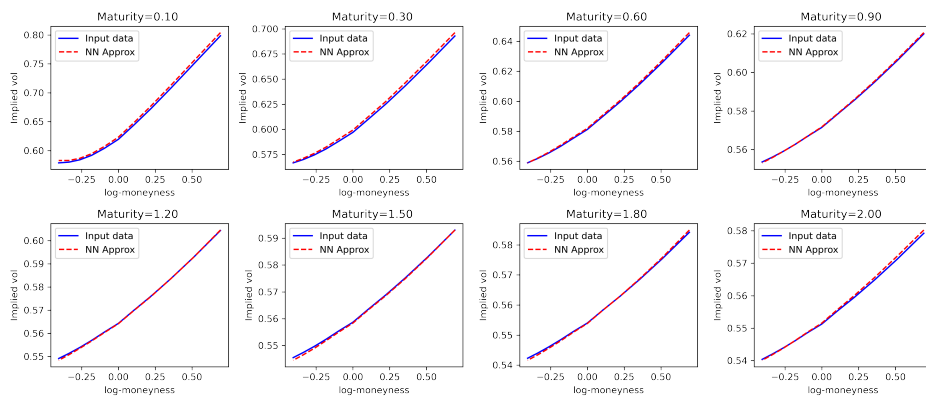 Maturity=0.10
Implied vol
0.80
0.75
0.70
0.65
0.60
Input data
NN Approx
−0.25 0.00 0.25 0.50
log-moneyness
Maturity=0.30
Implied vol
0.700
0.675
0.650
0.625
0.600
0.575
Input data
NN Approx
−0.25 0.00 0.25 0.50
log-moneyness
Maturity=0.60
Implied vol
0.64
0.62
0.60
0.58
0.56
Input data
NN Approx
−0.25 0.00 0.25 0.50
log-moneyness
Maturity=0.90
Implied vol
0.62
0.60
0.58
0.56
Input data
NN Approx
−0.25 0.00 0.25 0.50
log-moneyness
Maturity=1.20
Implied vol
0.60
0.59
0.58
0.57
0.56
0.55
Input data
NN Approx
−0.25 0.00 0.25 0.50
log-moneyness
Maturity=1.50
Implied vol
0.59
0.58
0.57
0.56
0.55
Input data
NN Approx
−0.25 0.00 0.25 0.50
log-moneyness
Maturity=1.80
Implied vol
0.58
0.57
0.56
0.55
0.54
Input data
NN Approx
−0.25 0.00 0.25 0.50
log-moneyness
Maturity=2.00
Implied vol
0.58
0.57
0.56
0.55
0.54
Input data
NN Approx
−0.25 0.00 0.25 0.50
log-moneyness